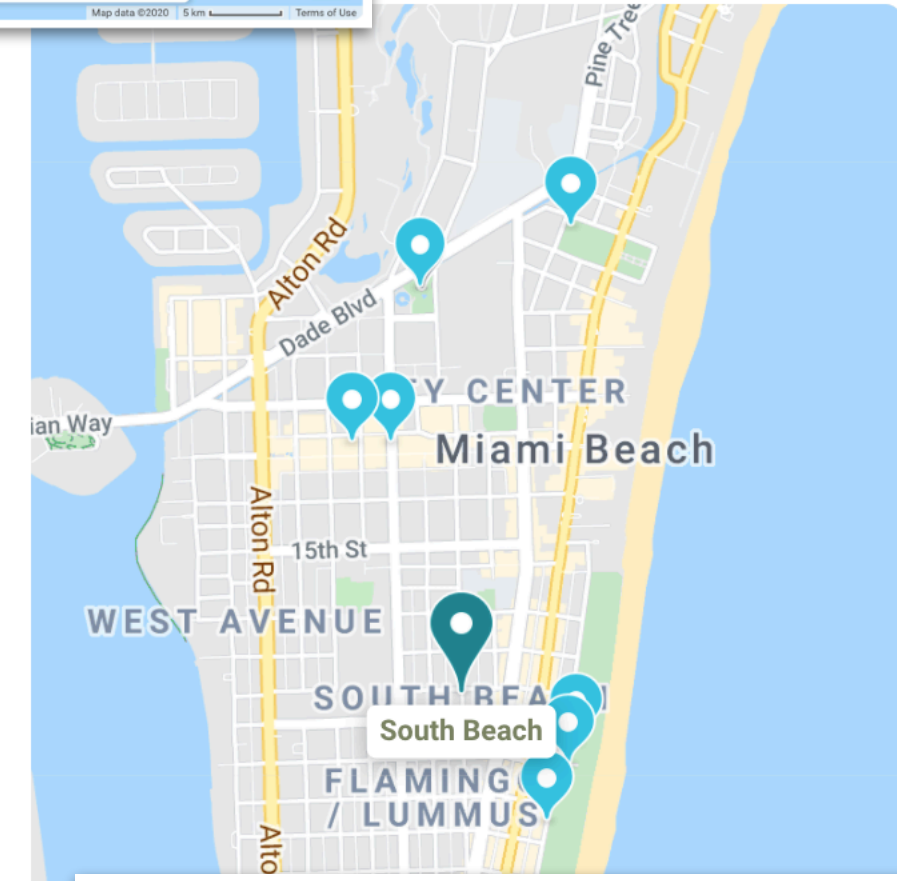 Map data ©2020 5 km Terms of Use
Pine Tree
Alton Rd
Dade Blvd
TY CENTER
ian Way
Miami Beach
Alton Rd
15th St
WEST AVENUE
SOUTH BEA
South Beach
FLAMING
/ LUMMUS
Alto